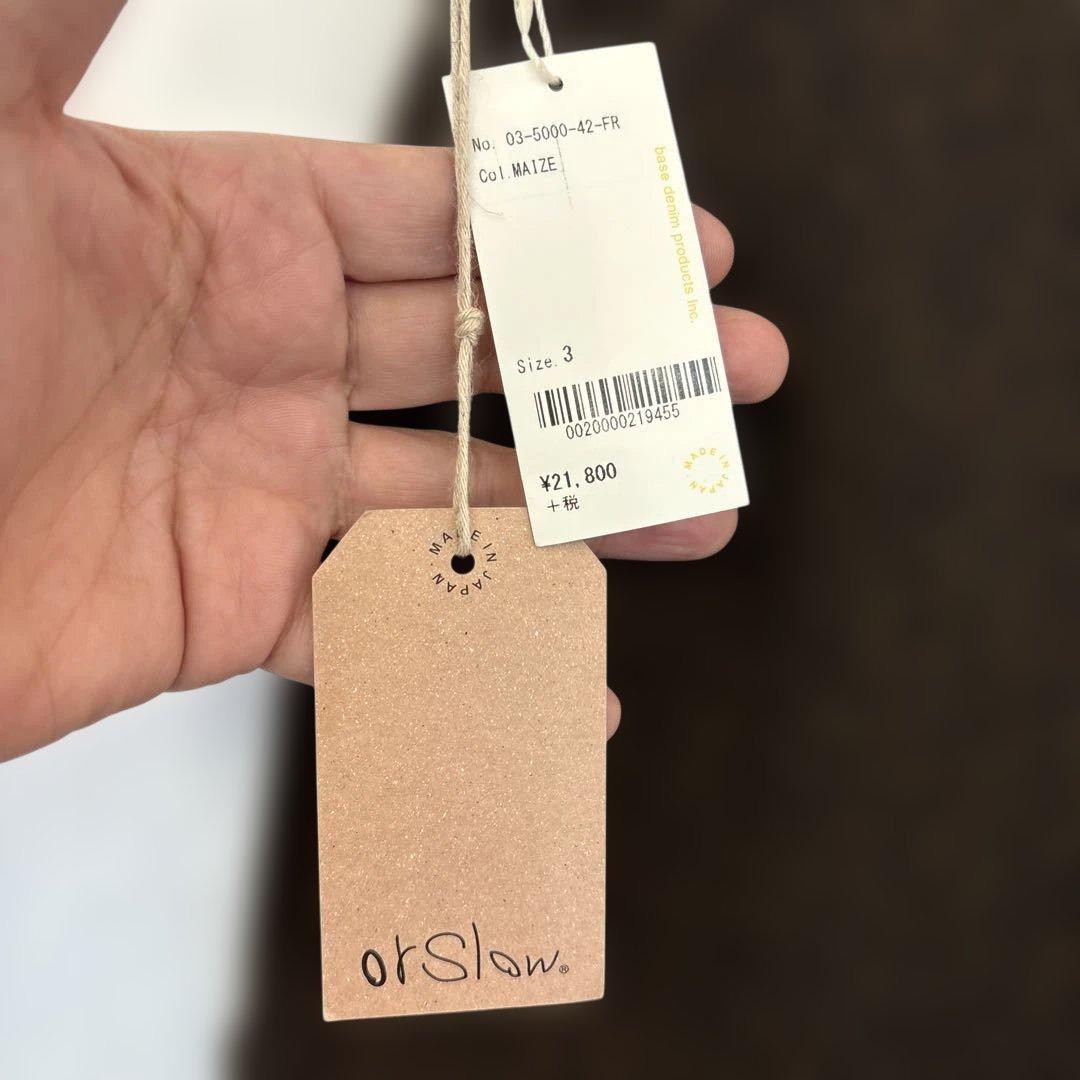 No. 03-5000-42-FR
Col.MAIZE
base denim products Inc.
Size.3
0020000219455
¥21,800
+税
MADE IN JAPAN
MADE IN JAPAN
orSlow®